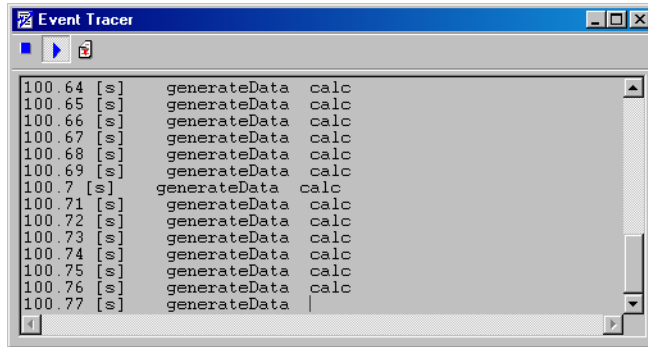 Event Tracer
100.64 [s] generateData calc
100.65 [s] generateData calc
100.66 [s] generateData calc
100.67 [s] generateData calc
100.68 [s] generateData calc
100.69 [s] generateData calc
100.7 [s] generateData calc
100.71 [s] generateData calc
100.72 [s] generateData calc
100.73 [s] generateData calc
100.74 [s] generateData calc
100.75 [s] generateData calc
100.76 [s] generateData calc
100.77 [s] generateData